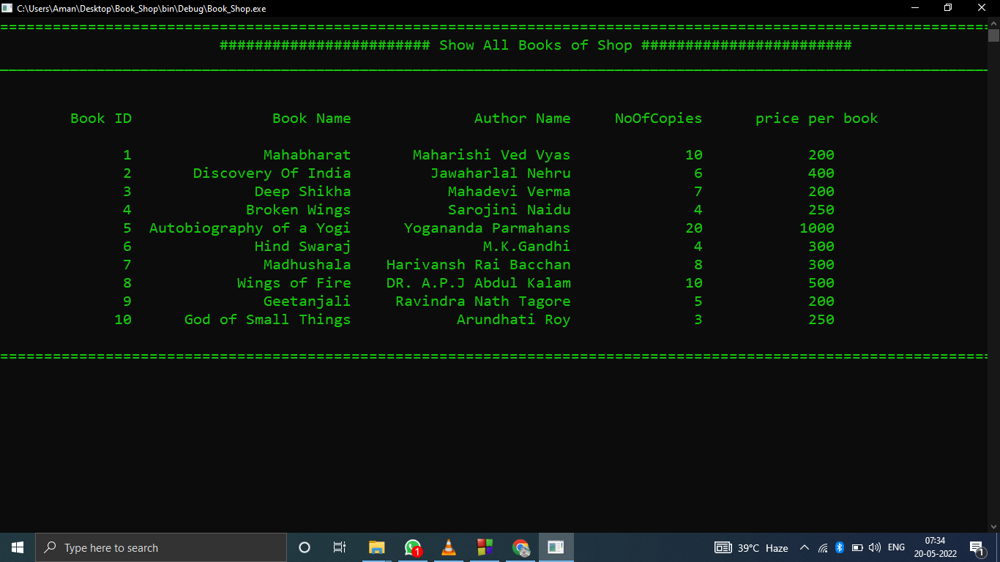 C:\Users\Aman\Desktop\Book_Shop\bin\Debug\Book_Shop.exe
######################## Show All Books of Shop ########################
Book ID Book Name Author Name NoOfCopies price per book
1 Mahabharat Maharishi Ved Vyas 10 200
2 Discovery Of India Jawaharlal Nehru 6 400
3 Deep Shikha Mahadevi Verma 7 200
4 Broken Wings Sarojini Naidu 4 250
5 Autobiography of a Yogi Yogananda Parmahans 20 1000
6 Hind Swaraj M.K.Gandhi 4 300
7 Madhushala Harivansh Rai Bacchan 8 300
8 Wings of Fire DR. A.P.J Abdul Kalam 10 500
9 Geetanjali Ravindra Nath Tagore 5 200
10 God of Small Things Arundhati Roy 3 250
Type here to search 1 39°C Haze ENG 07:34
20-05-2022 1